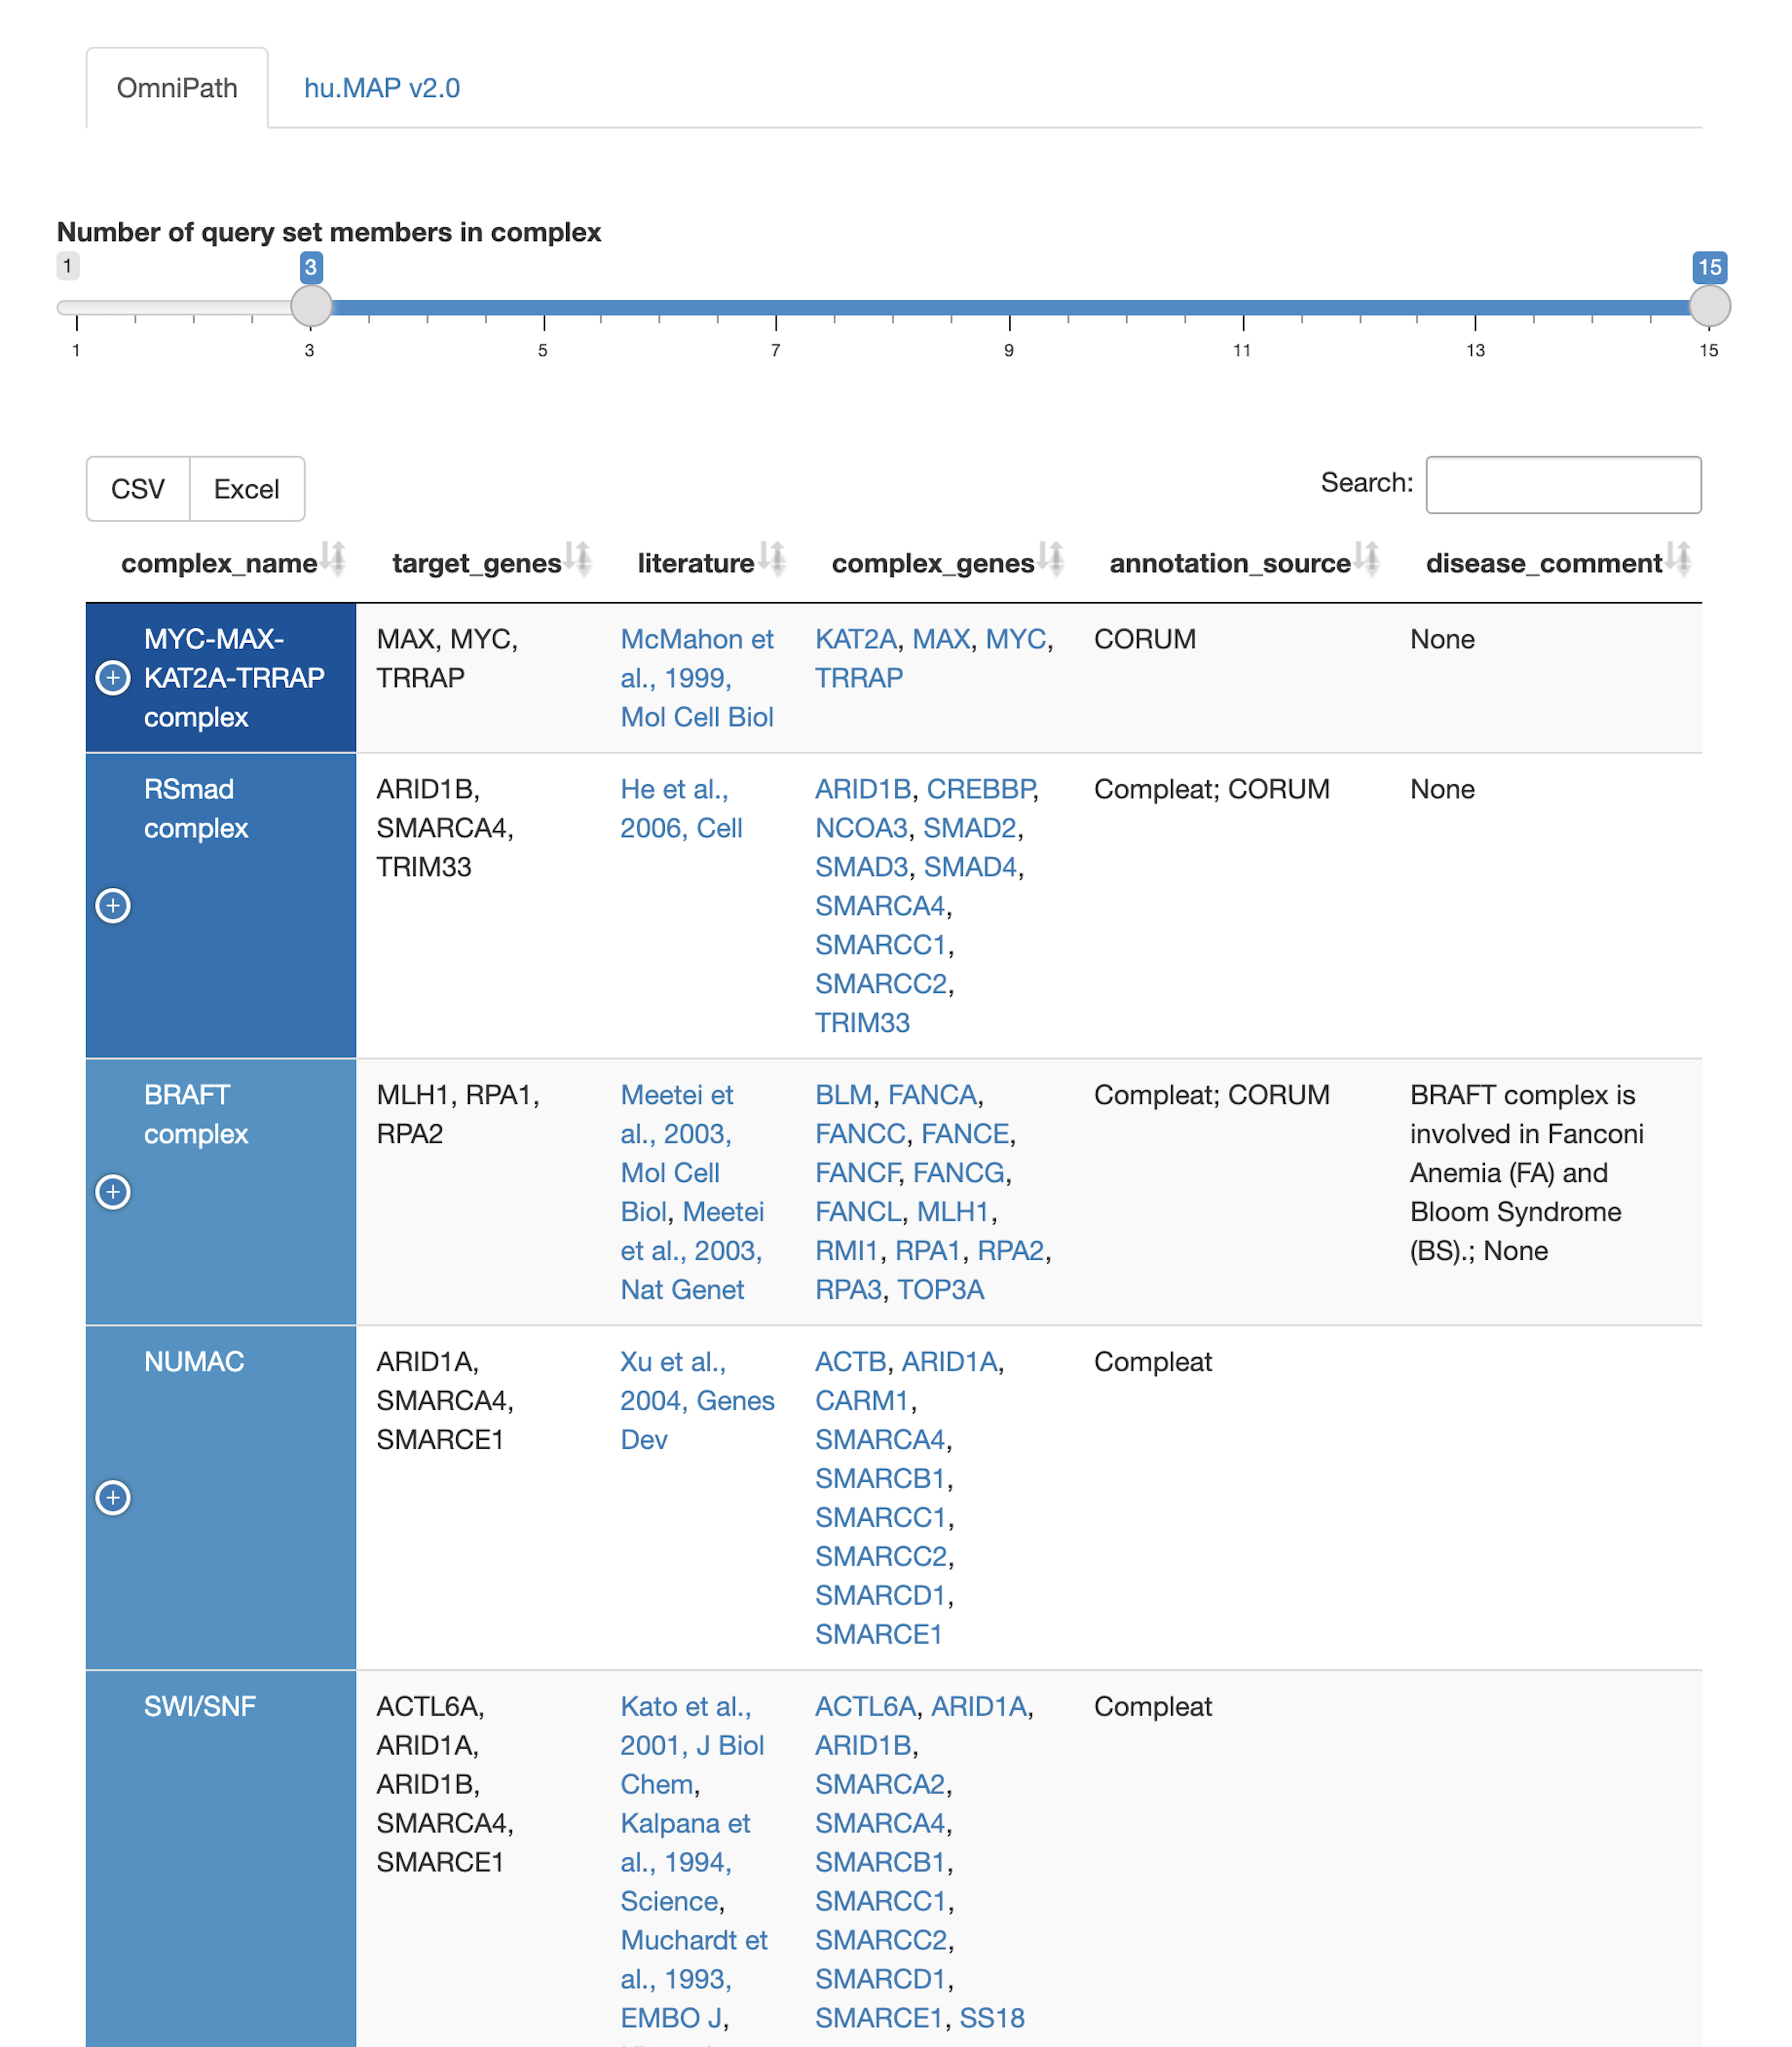 OmniPath
hu.MAP v2.0
Number of query set members in complex
1
3
15
1 3 5 7 9 11 13 15
CSV Excel
Search:
complex_name target_genes literature complex_genes annotation_source disease_comment
MYC-MAX-
KAT2A-TRRAP
complex
MAX, MYC,
TRRAP
McMahon et
al., 1999,
Mol Cell Biol
KAT2A, MAX, MYC,
TRRAP
CORUM
None
RSmad
complex
ARID1B,
SMARCA4,
TRIM33
He et al.,
2006, Cell
ARID1B, CREBBP,
NCOA3, SMAD2,
SMAD3, SMAD4,
SMARCA4,
SMARCC1,
SMARCC2,
TRIM33
Compleat; CORUM
None
BRAFT
complex
MLH1, RPA1,
RPA2
Meetei et
al., 2003,
Mol Cell
Biol, Meetei
et al., 2003,
Nat Genet
BLM, FANCA,
FANCC, FANCE,
FANCF, FANCG,
FANCL, MLH1,
RMI1, RPA1, RPA2,
RPA3, TOP3A
Compleat; CORUM
BRAFT complex is
involved in Fanconi
Anemia (FA) and
Bloom Syndrome
(BS).; None
NUMAC
ARID1A,
SMARCA4,
SMARCE1
Xu et al.,
2004, Genes
Dev
ACTB, ARID1A,
CARM1,
SMARCA4,
SMARCB1,
SMARCC1,
SMARCC2,
SMARCD1,
SMARCE1
Compleat
SWI/SNF
ACTL6A,
ARID1A,
ARID1B,
SMARCA4,
SMARCE1
Kato et al.,
2001, J Biol
Chem,
Kalpana et
al., 1994,
Science,
Muchardt et
al., 1993,
EMBO J,
ACTL6A, ARID1A,
ARID1B,
SMARCA2,
SMARCA4,
SMARCB1,
SMARCC1,
SMARCC2,
SMARCD1,
SMARCE1, SS18
Compleat